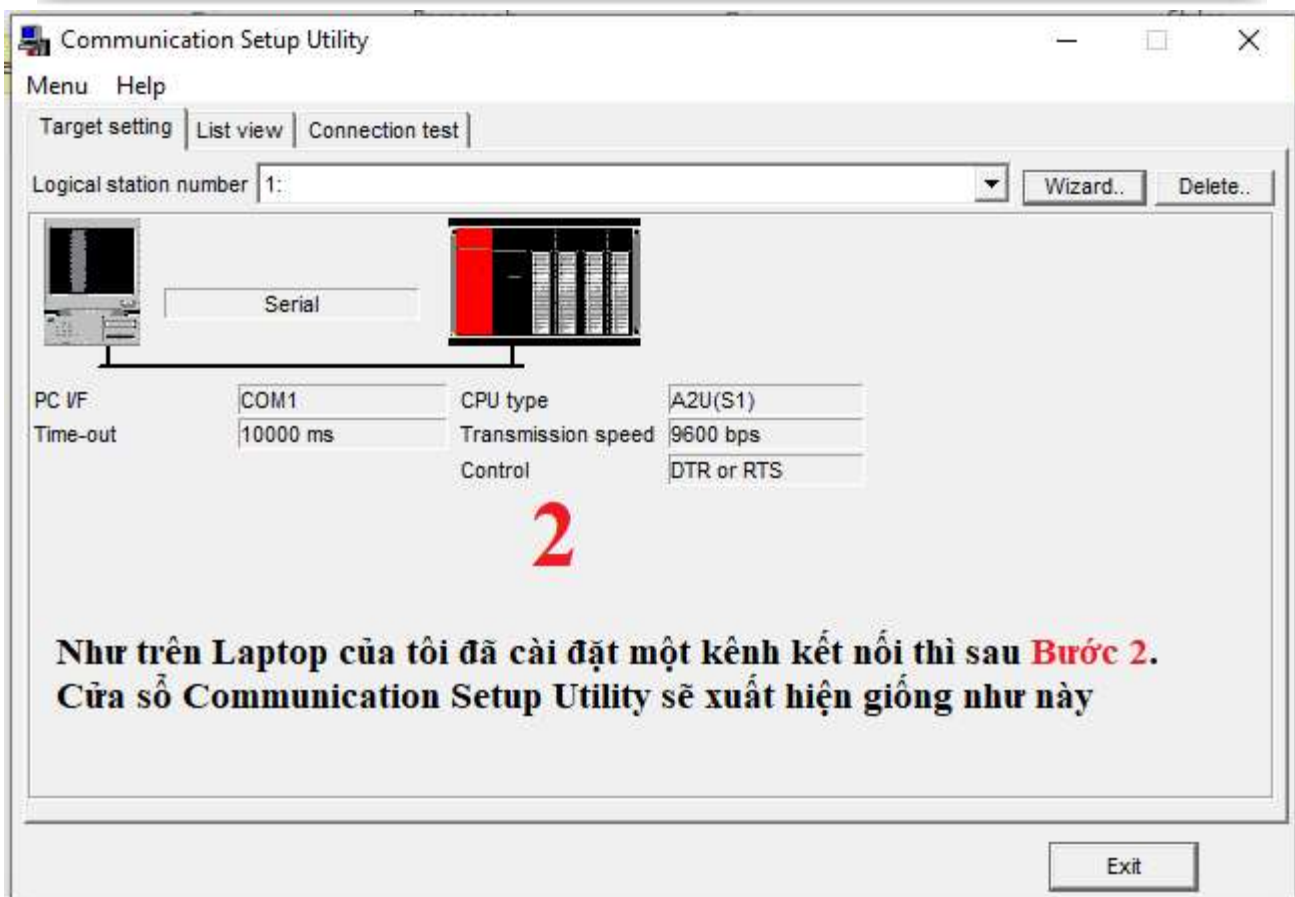 Communication Setup Utility
Menu Help
Target setting List view Connection test
Logical station number 1: Wizard.. Delete..
Serial
PC I/F COM1 CPU type A2U(S1)
Time-out 10000 ms Transmission speed 9600 bps
Control DTR or RTS
2
Như trên Laptop của tôi đã cài đặt một kênh kết nối thì sau Bước 2.
Cửa sổ Communication Setup Utility sẽ xuất hiện giống như này
Exit